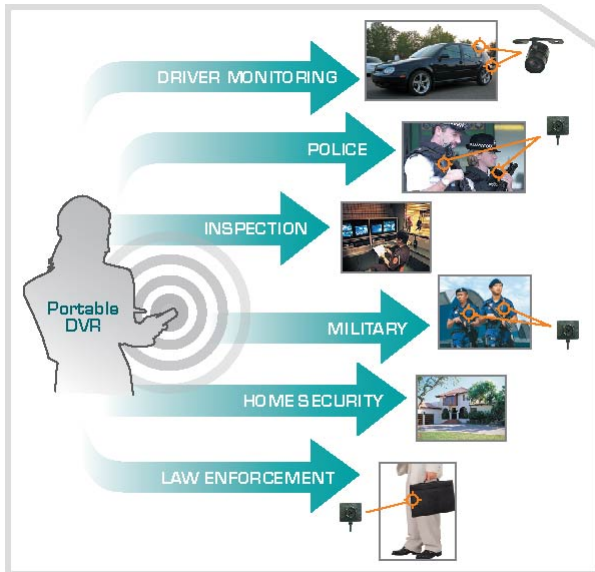 DRIVER MONITORING
POLICE
INSPECTION
Portable
DVR
MILITARY
HOME SECURITY
LAW ENFORCEMENT